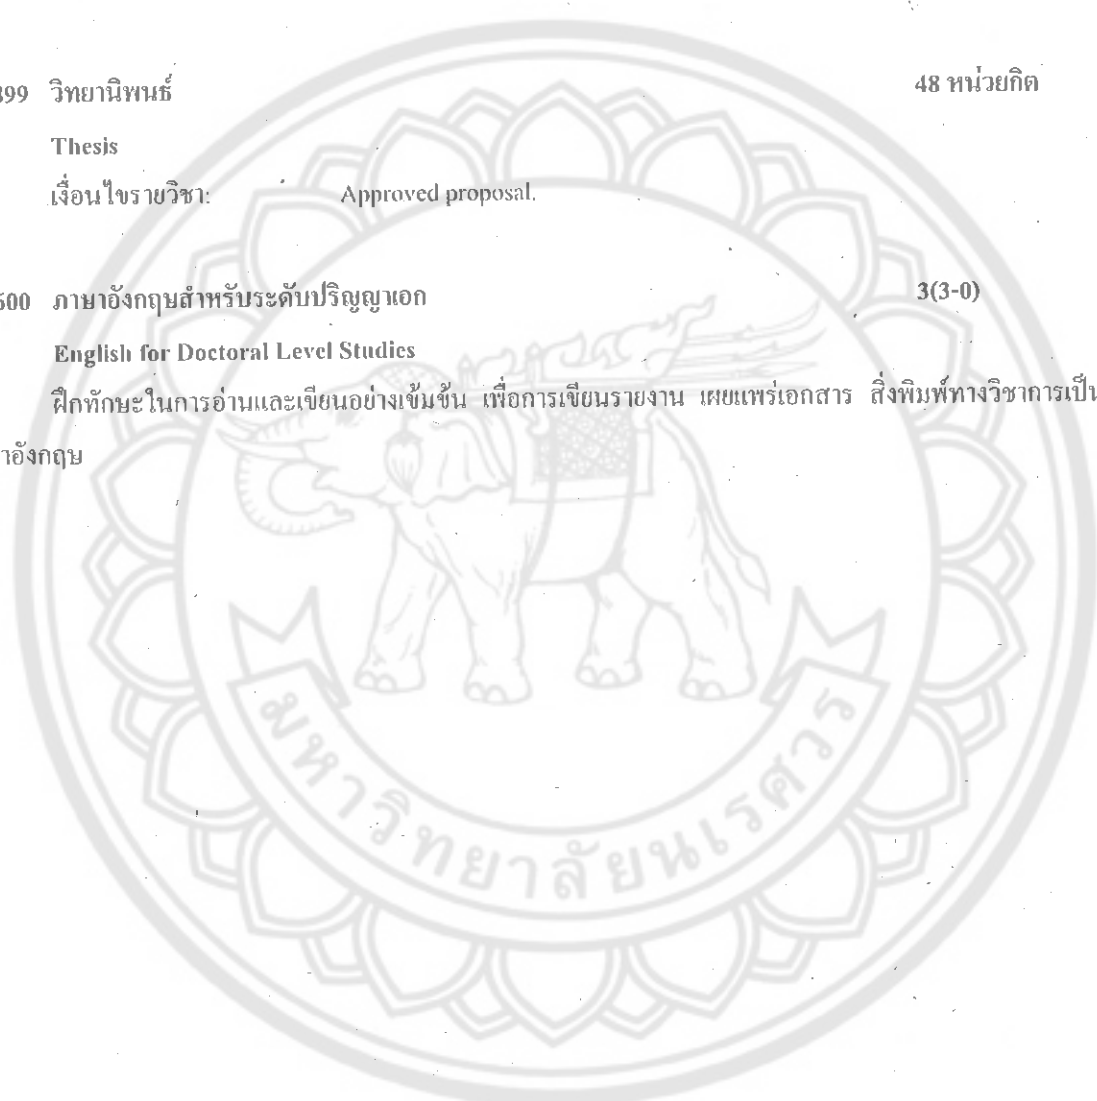 899 วิทยานิพนธ์ 48 หน่วยกิต
Thesis
เงื่อนไขรายวิชา: Approved proposal.
600 ภาษาอังกฤษสำหรับระดับปริญญาเอก 3(3-0)
English for Doctoral Level Studies
ฝึกทักษะในการอ่านและเขียนอย่างเข้มข้น เพื่อการเขียนรายงาน เผยแพร่เอกสาร สิ่งพิมพ์ทางวิชาการเป็น
าอังกฤษ
มหาวิทยาลัยนเรศวร